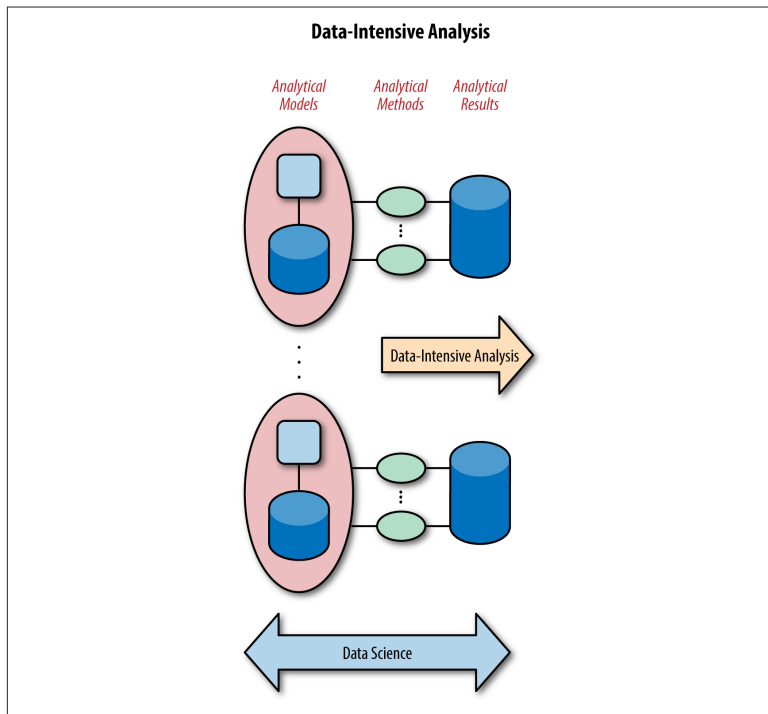 Data-Intensive Analysis
Analytical
Models
Analytical
Methods
Analytical
Results
Data-Intensive Analysis
Data Science